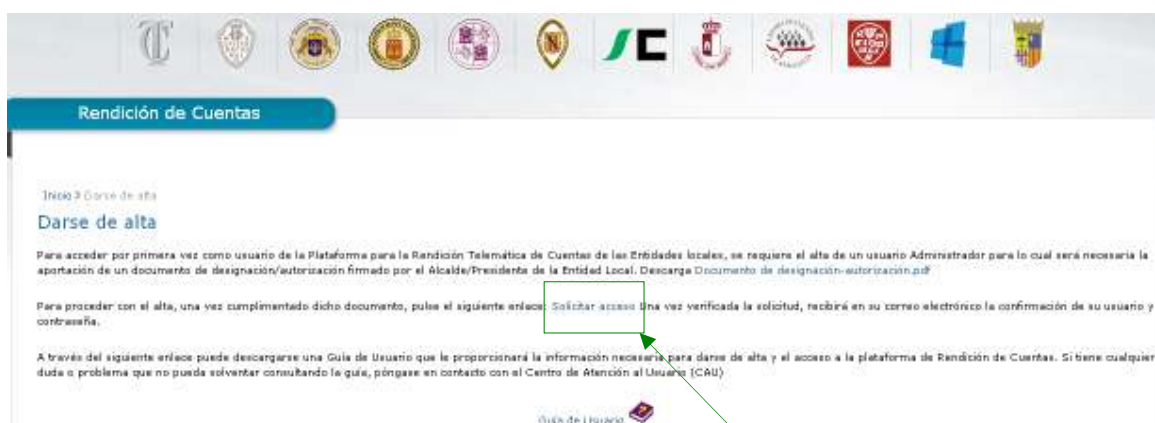 Rendición de Cuentas
Inicio > Darse de alta
Darse de alta
Para acceder por primera vez como usuario de la Plataforma para la Rendición Telemática de Cuentas de las Entidades locales, se requiere el alta de un usuario Administrador para lo cual será necesaria la
aportación de un documento de designación/autorización firmado por el Alcalde/Presidente de la Entidad Local. Descarga Documento de designación-autorización.pdf
Para proceder con el alta, una vez cumplimentado dicho documento, pulse el siguiente enlace: Solicitar acceso Una vez verificada la solicitud, recibirá en su correo electrónico la confirmación de su usuario y
contraseña.
A través del siguiente enlace puede descargarse una Guía de Usuario que le proporcionará la información necesaria para darse de alta y el acceso a la plataforma de Rendición de Cuentas. Si tiene cualquier
duda o problema que no pueda solventar consultando la guía, póngase en contacto con el Centro de Atención al Usuario (CAU)
Guía de Usuario